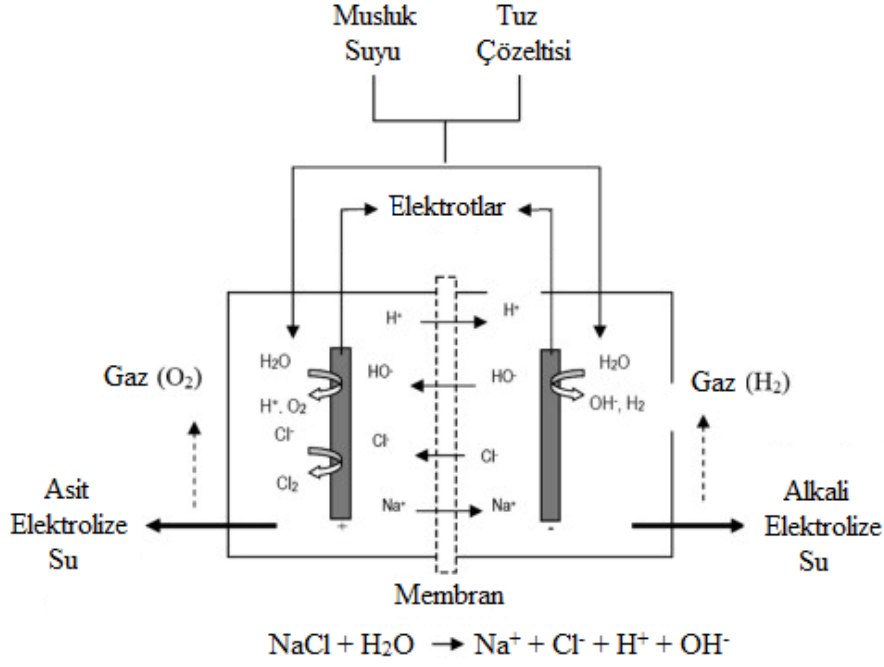 Musluk
Suyu
Tuz
Çözeltisi
Elektrotlar
Gaz (O₂)
H₂O
H⁺, O₂
Cl⁻
Cl₂
+
H⁺
HO⁻
Cl⁻
Na⁺
H⁺
HO⁻
Cl⁻
Na⁺
H₂O
OH⁻, H₂
-
Gaz (H₂)
Asit
Elektrolize
Su
Alkali
Elektrolize
Su
Membran
NaCl + H₂O → Na⁺ + Cl⁻ + H⁺ + OH⁻